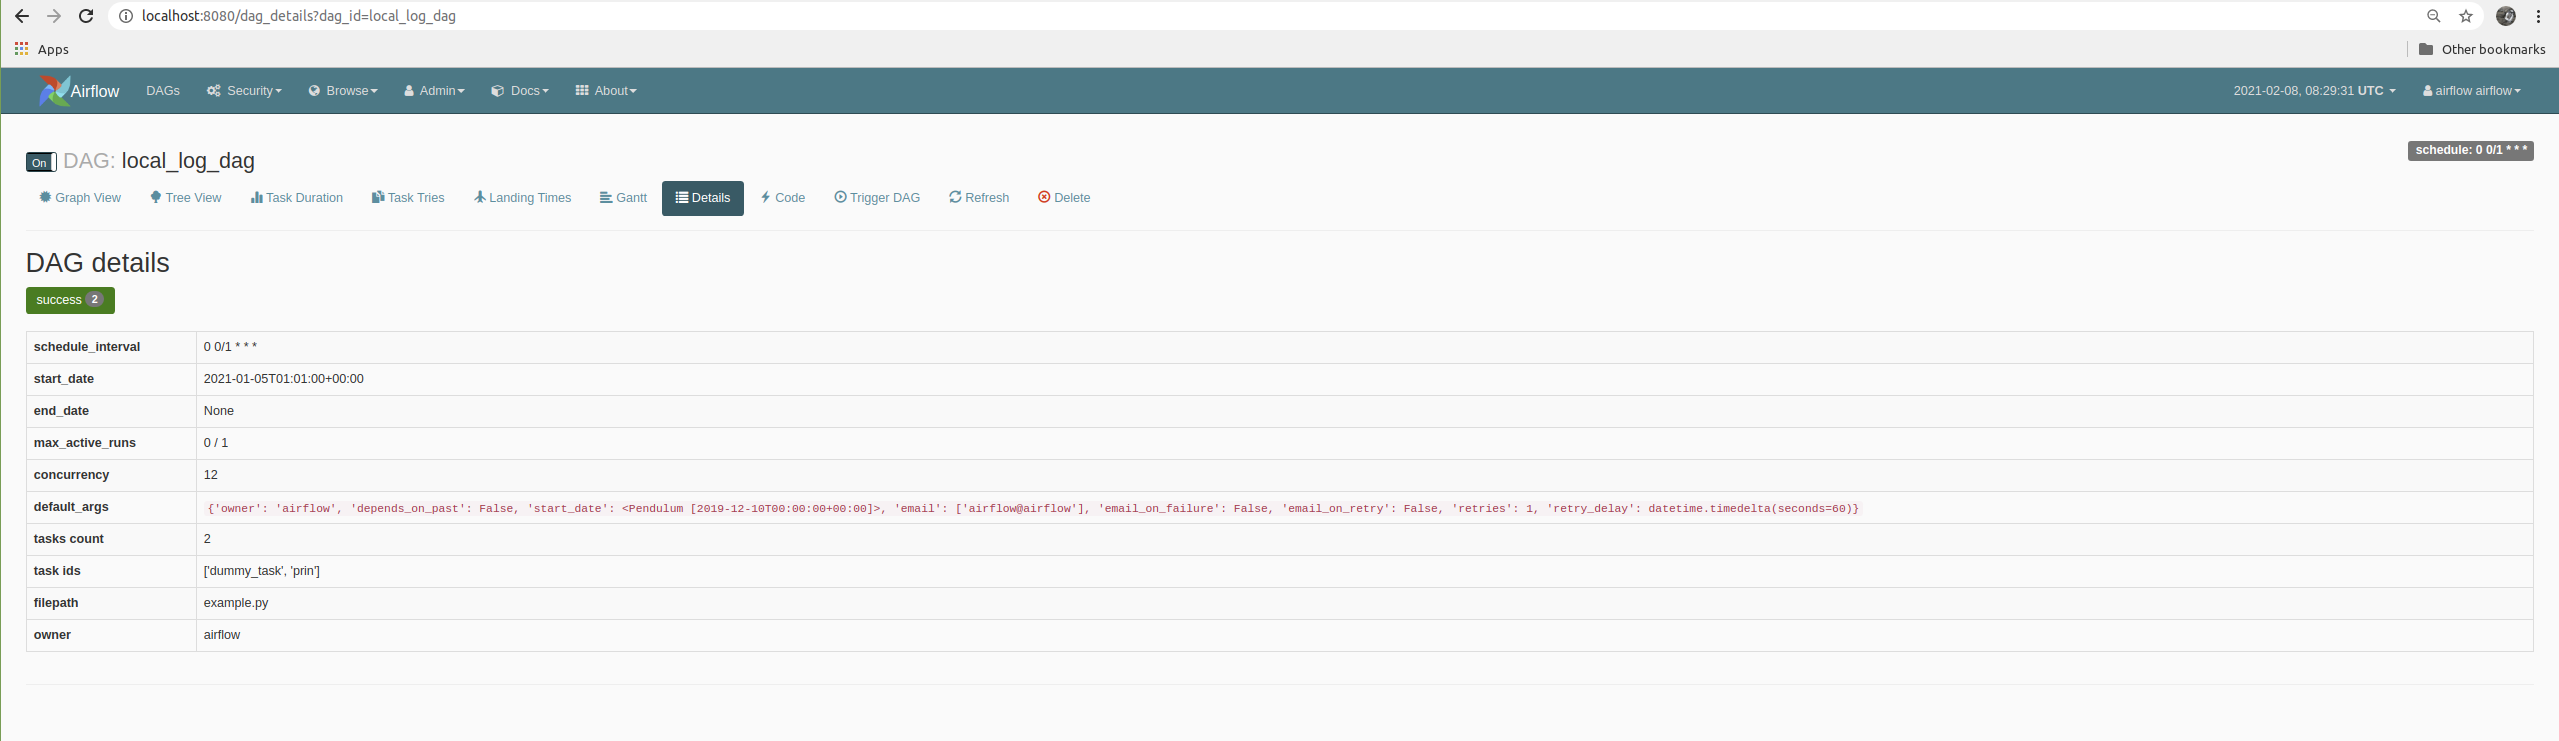 localhost:8080/dag_details?dag_id=local_log_dag
Apps
Other bookmarks
Airflow DAGs Security Browse Admin Docs About 2021-02-08, 08:29:31 UTC airflow airflow
On DAG: local_log_dag schedule: 0 0/1 * * *
Graph View Tree View Task Duration Task Tries Landing Times Gantt Details Code Trigger DAG Refresh Delete
DAG details
success 2
schedule_interval 0 0/1 * * *
start_date 2021-01-05T01:01:00+00:00
end_date None
max_active_runs 0 / 1
concurrency 12
default_args {'owner': 'airflow', 'depends_on_past': False, 'start_date': <Pendulum [2019-12-10T00:00:00+00:00]>, 'email': ['airflow@airflow'], 'email_on_failure': False, 'email_on_retry': False, 'retries': 1, 'retry_delay': datetime.timedelta(seconds=60)}
tasks count 2
task ids ['dummy_task', 'prin']
filepath example.py
owner airflow